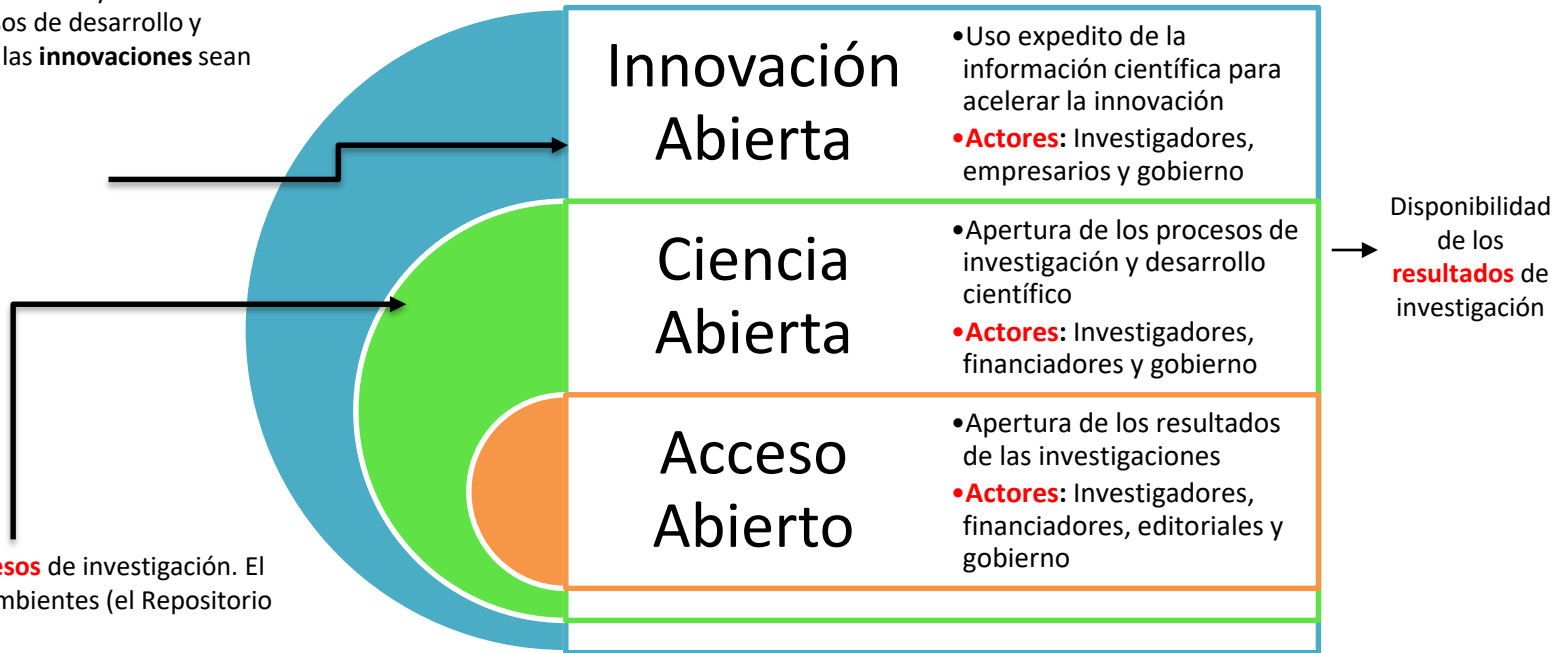 sos de desarrollo y
las innovaciones sean
Innovación
Abierta
•Uso expedito de la
información científica para
acelerar la innovación
•Actores: Investigadores,
empresarios y gobierno
Ciencia
Abierta
•Apertura de los procesos de
investigación y desarrollo
científico
•Actores: Investigadores,
financiadores y gobierno
Disponibilidad
de los
resultados de
investigación
Acceso
Abierto
•Apertura de los resultados
de las investigaciones
•Actores: Investigadores,
financiadores, editoriales y
gobierno
esos de investigación. El
mbientes (el Repositorio